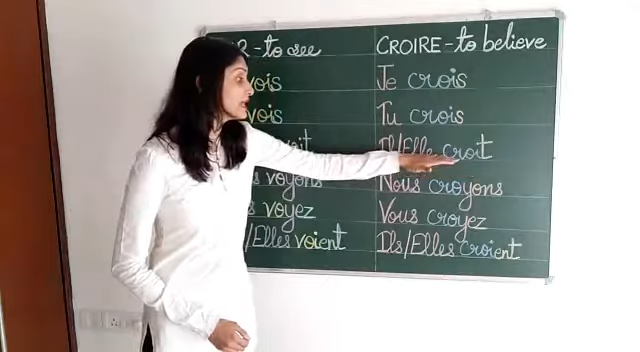 R - to see
CROIRE - to believe
vois
Je crois
vois
Tu crois
Il/Elle croit
voyons
Nous croyons
voyez
Vous croyez
/Elles voient
Ils/Elles croient